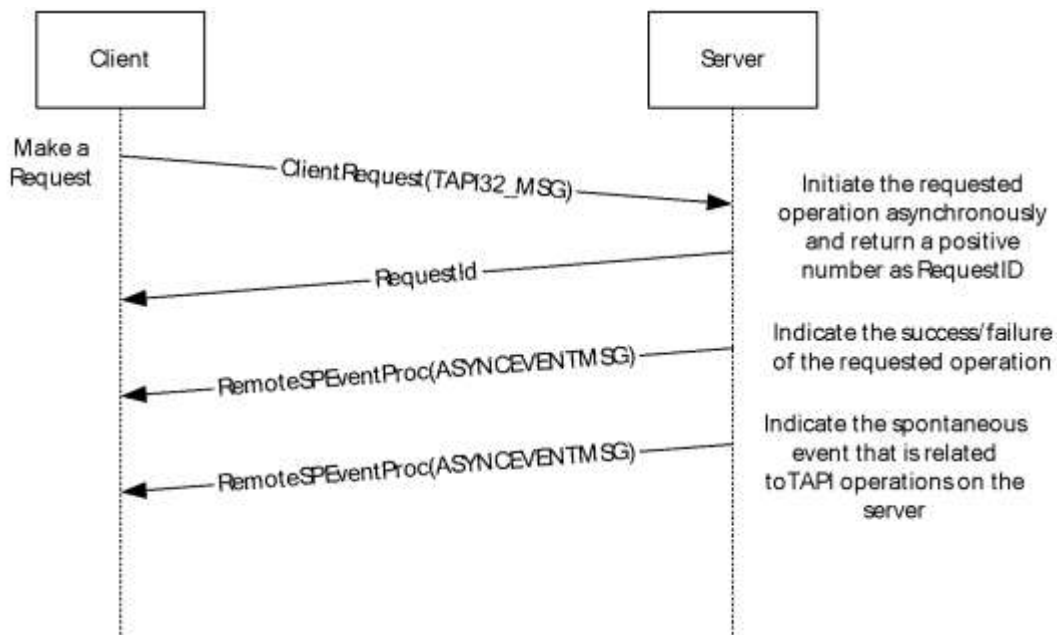 Client
Server
Make a
Request
ClientRequest(TAPI32_MSG)
Initiate the requested
operation asynchronously
and return a positive
number as RequestID
RequestId
Indicate the success/failure
of the requested operation
RemoteSPEventProc(ASYNCEVENTMSG)
Indicate the spontaneous
event that is related
to TAPI operations on the
server
RemoteSPEventProc(ASYNCEVENTMSG)